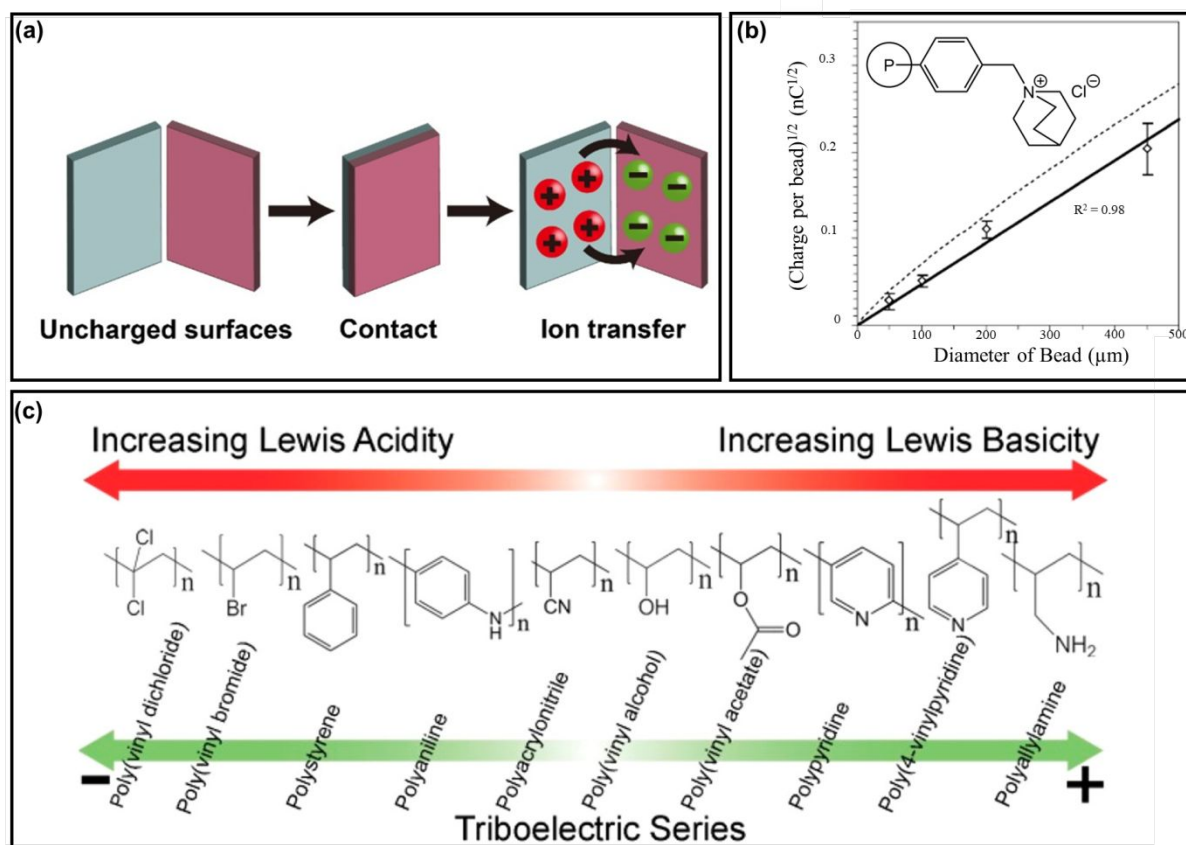 (a)
+
+
+
+
−
−
−
−
Uncharged surfaces
Contact
Ion transfer
(b)
(Charge per bead)1/2 (nC1/2)
0.3
0.2
0.1
0
P
N
+
Cl−
R2 = 0.98
0
100
200
300
400
500
Diameter of Bead (µm)
(c)
Increasing Lewis Acidity
Increasing Lewis Basicity
Cl
Cl
n
Br
n
n
N
H
n
CN
n
OH
n
O
O
n
N
n
N
n
NH2
n
Poly(vinyl dichloride)
Poly(vinyl bromide)
Polystyrene
Polyaniline
Polyacrylonitrile
Poly(vinyl alcohol)
Poly(vinyl acetate)
Polypyridine
Poly(4-vinylpyridine)
Polyallylamine
−
+
Triboelectric Series